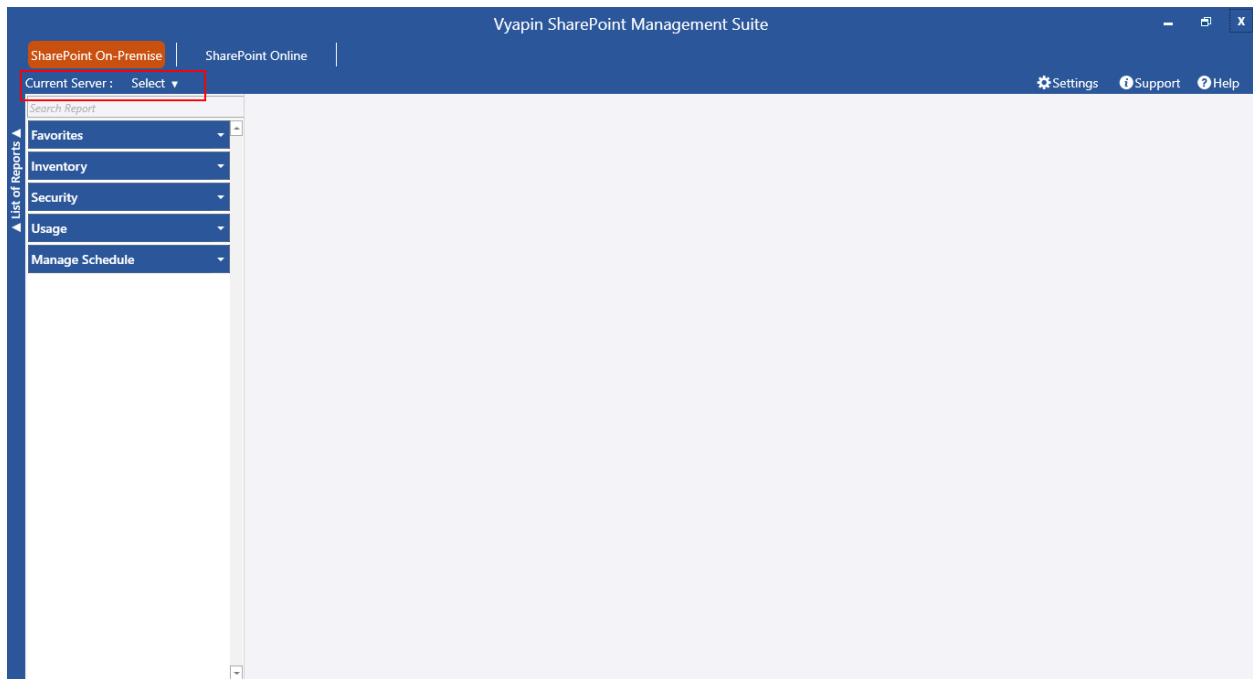 Vyapin SharePoint Management Suite
SharePoint On-Premise SharePoint Online
Current Server : Select
Settings Support Help
Search Report
List of Reports
Favorites
Inventory
Security
Usage
Manage Schedule